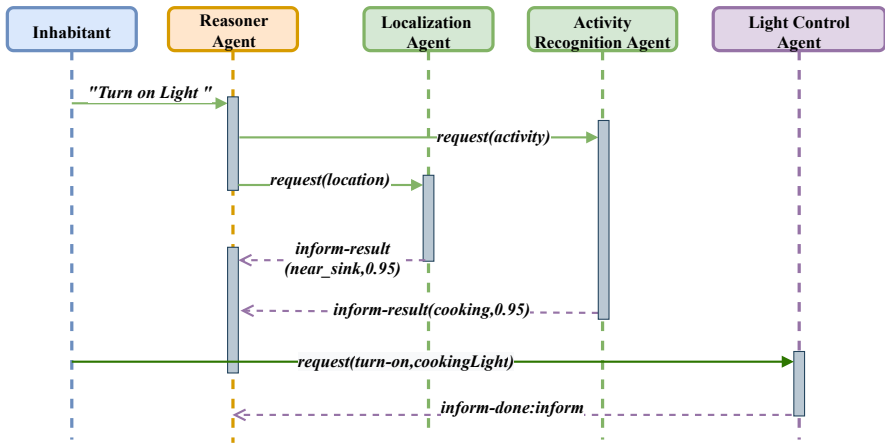 Inhabitant
Reasoner
Agent
Localization
Agent
Activity
Recognition Agent
Light Control
Agent
"Turn on Light "
request(activity)
request(location)
inform-result
(near_sink,0.95)
inform-result(cooking,0.95)
request(turn-on,cookingLight)
inform-done:inform